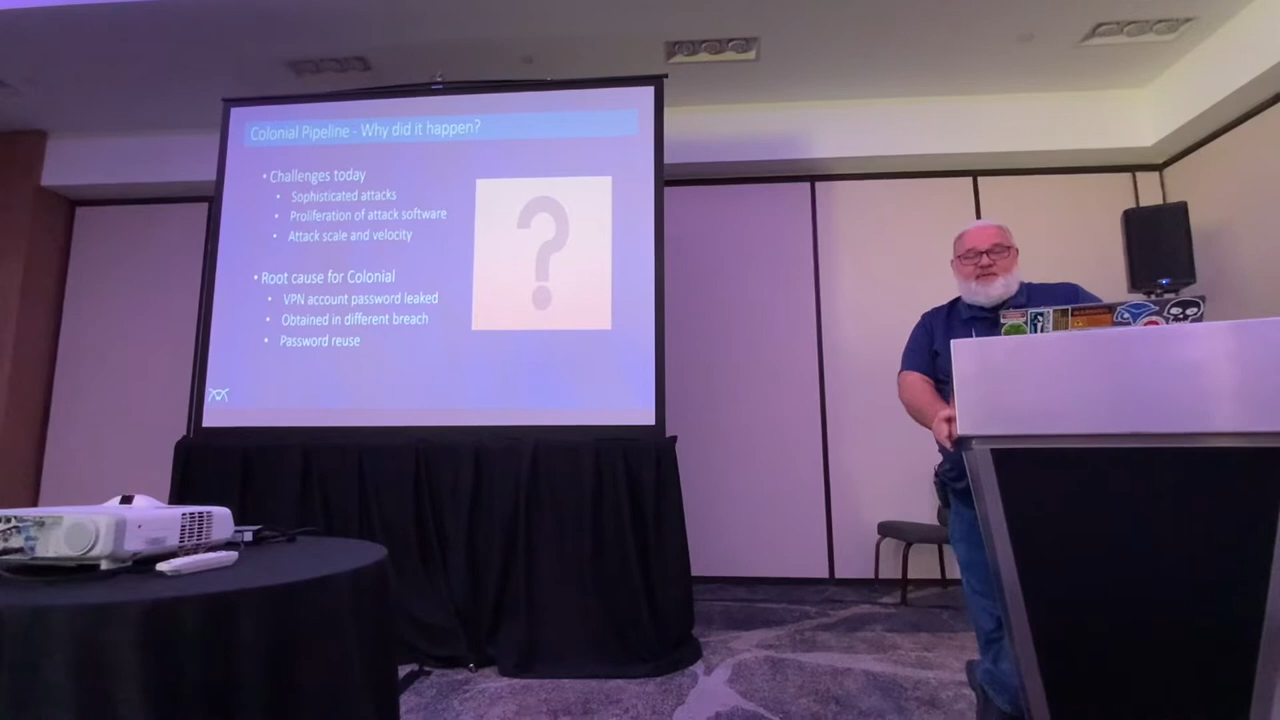 Colonial Pipeline - Why did it happen?
• Challenges today
• Sophisticated attacks
• Proliferation of attack software
• Attack scale and velocity
• Root cause for Colonial
• VPN account password leaked
• Obtained in different breach
• Password reuse